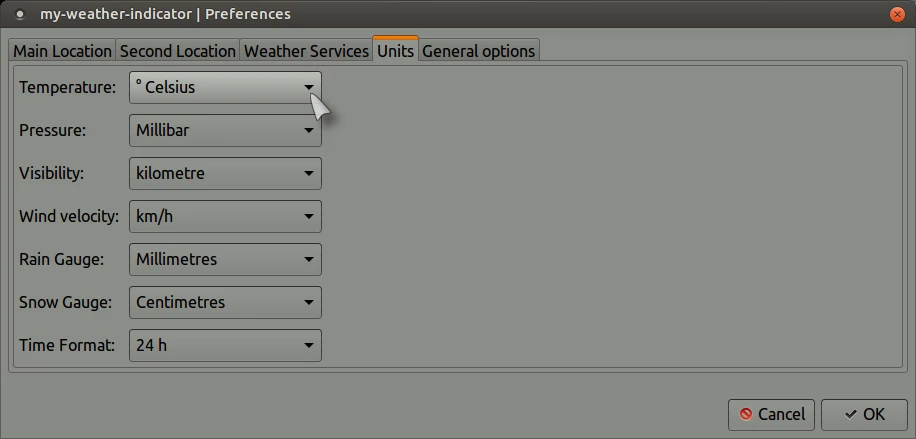 my-weather-indicator | Preferences
Main Location Second Location Weather Services Units General options
Temperature: ° Celsius
Pressure: Millibar
Visibility: kilometre
Wind velocity: km/h
Rain Gauge: Millimetres
Snow Gauge: Centimetres
Time Format: 24 h
Cancel OK